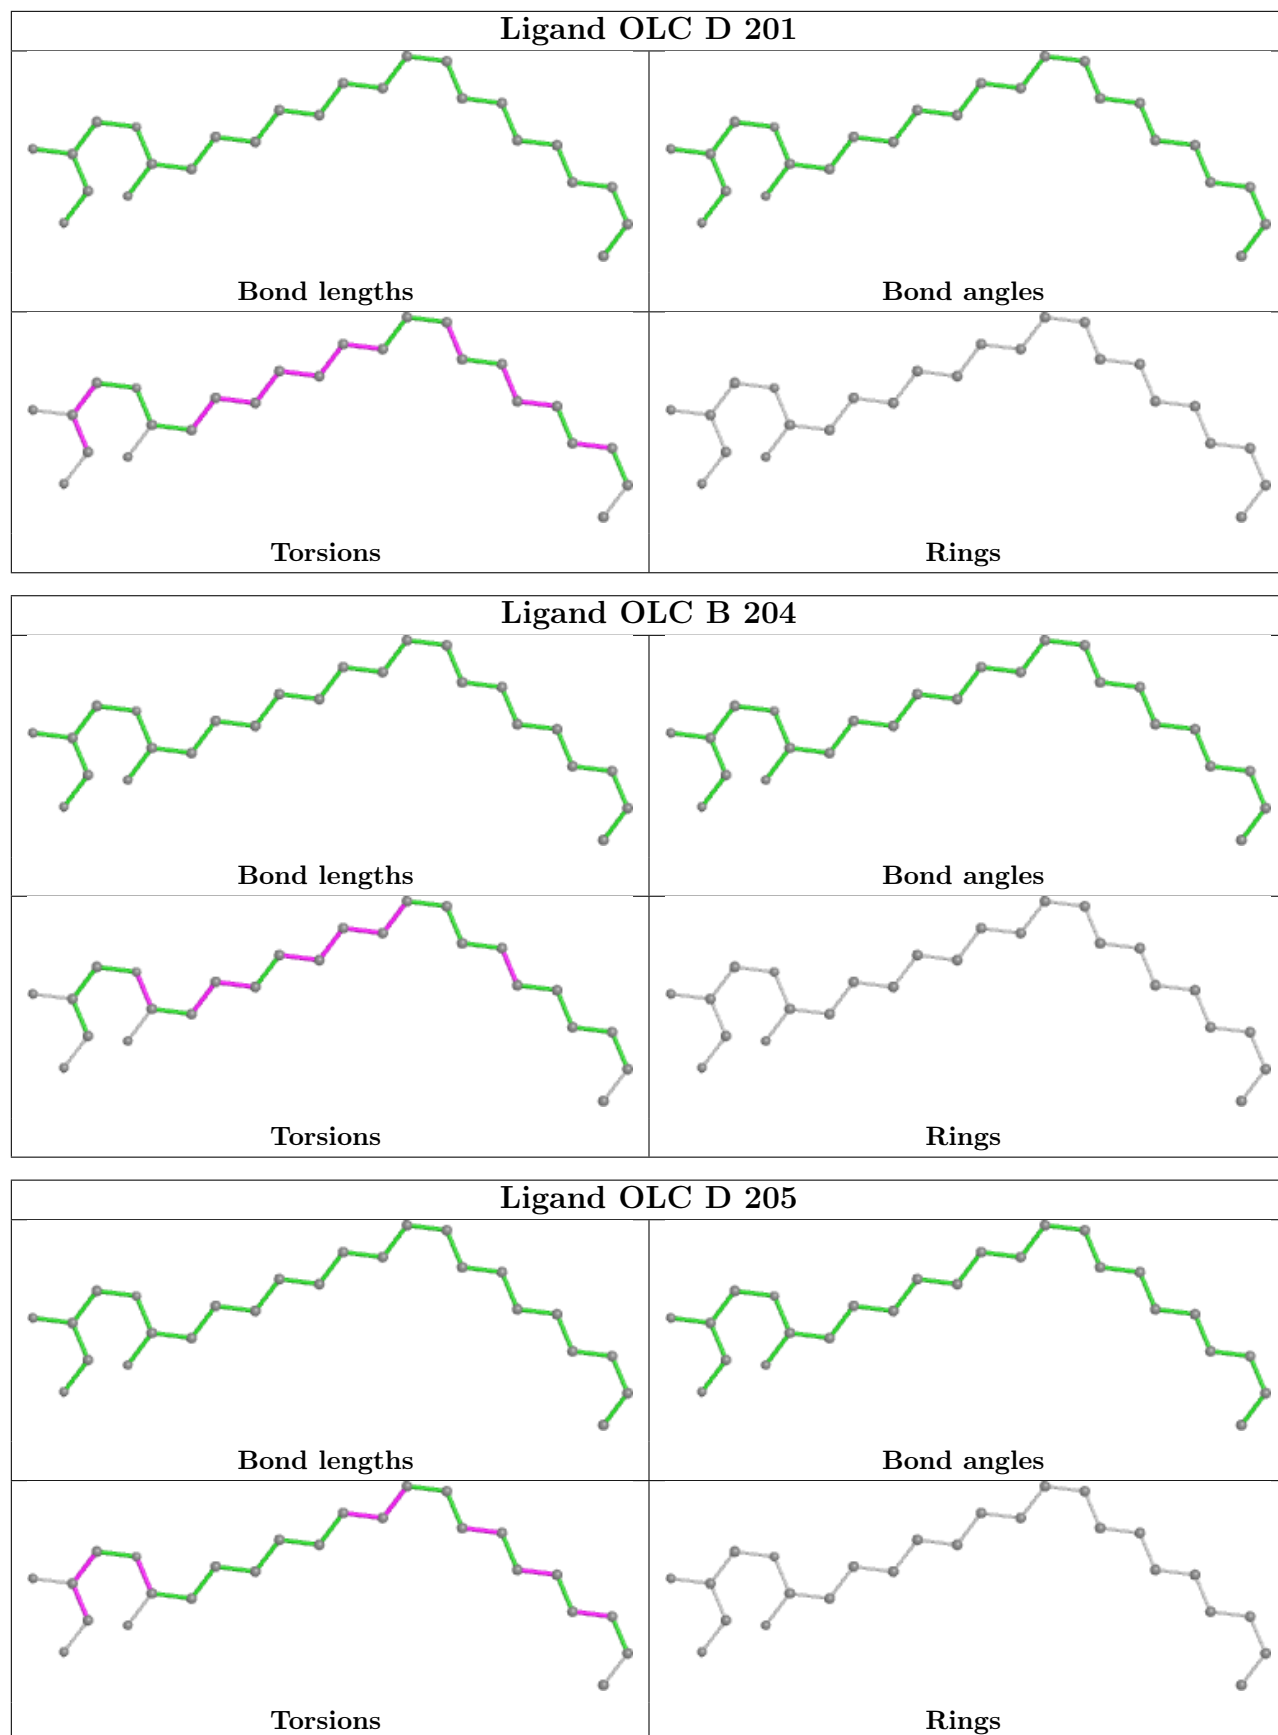 Ligand OLC D 201
Bond lengths
Bond angles
Torsions
Rings
Ligand OLC B 204
Bond lengths
Bond angles
Torsions
Rings
Ligand OLC D 205
Bond lengths
Bond angles
Torsions
Rings